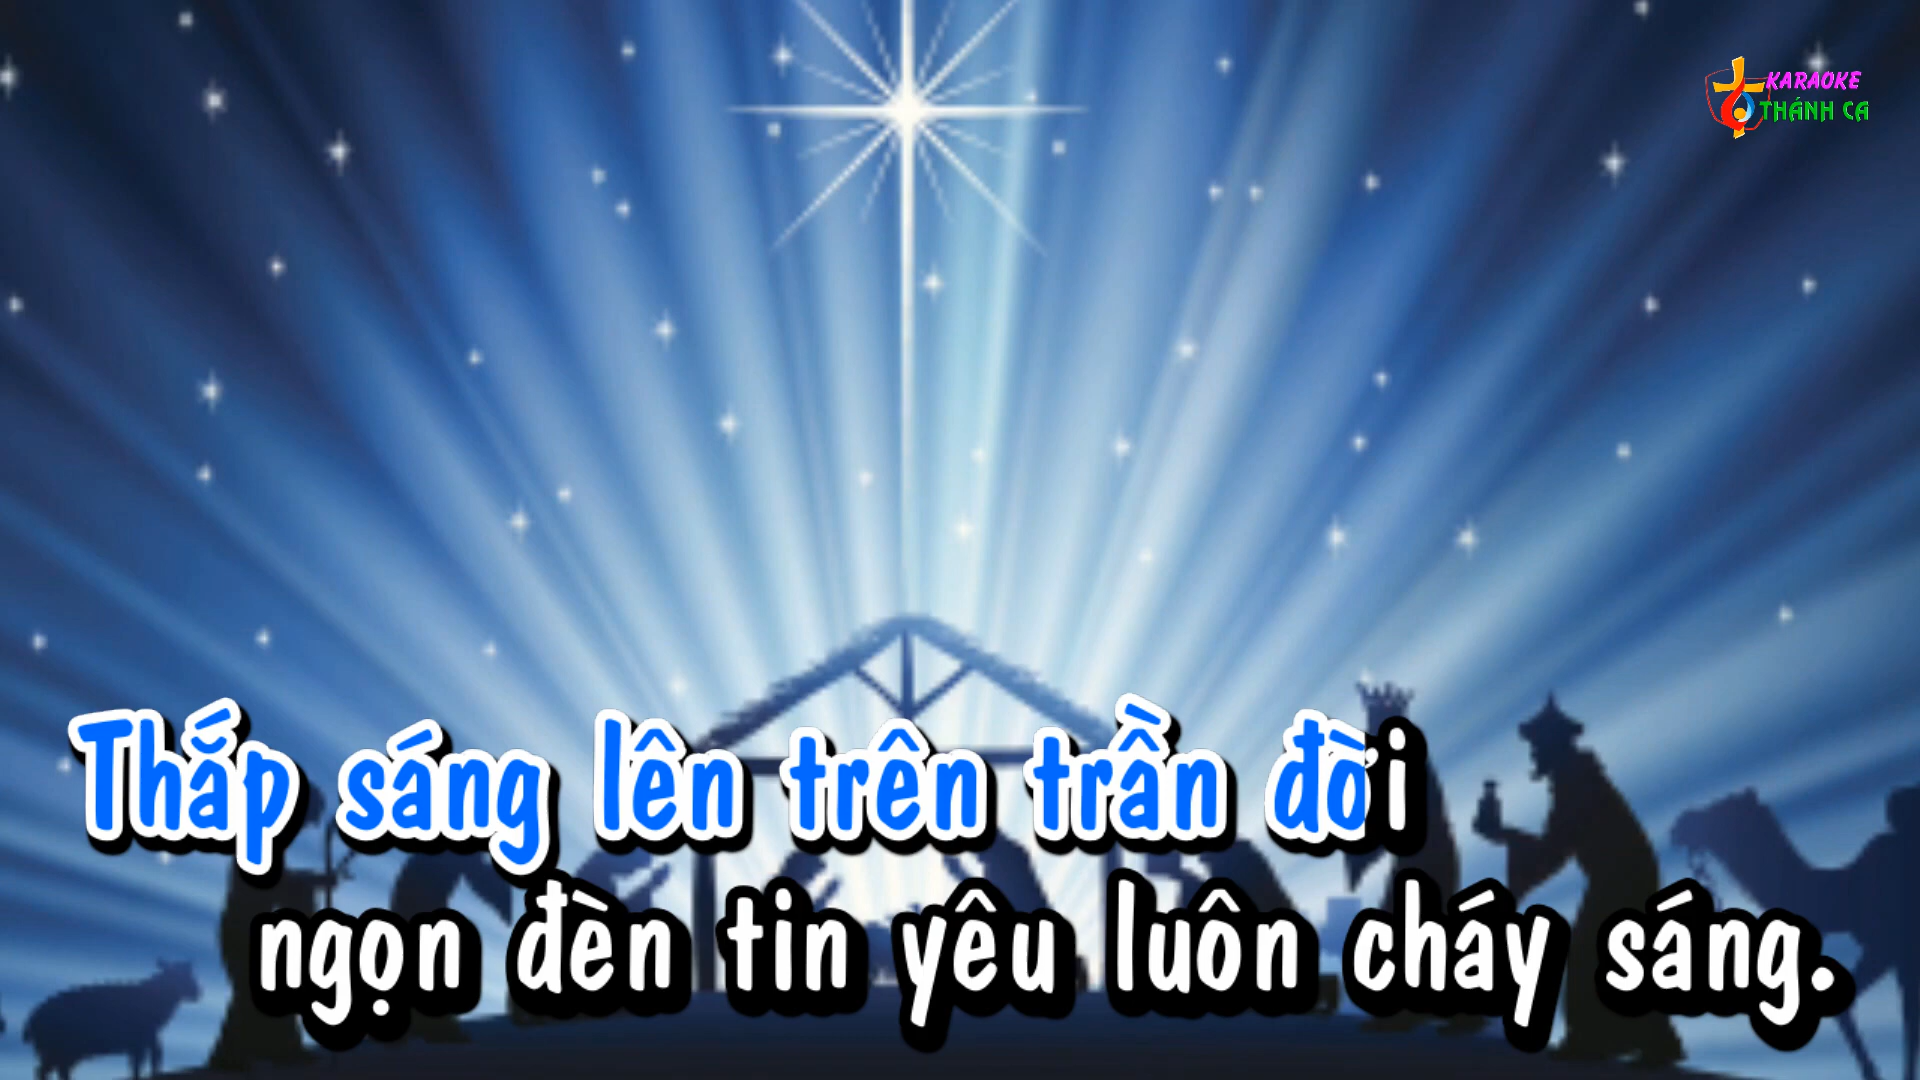 KARAOKE
THÁNH CA
Thắp sáng lên trên trần đời
ngọn đèn tin yêu luôn cháy sáng.